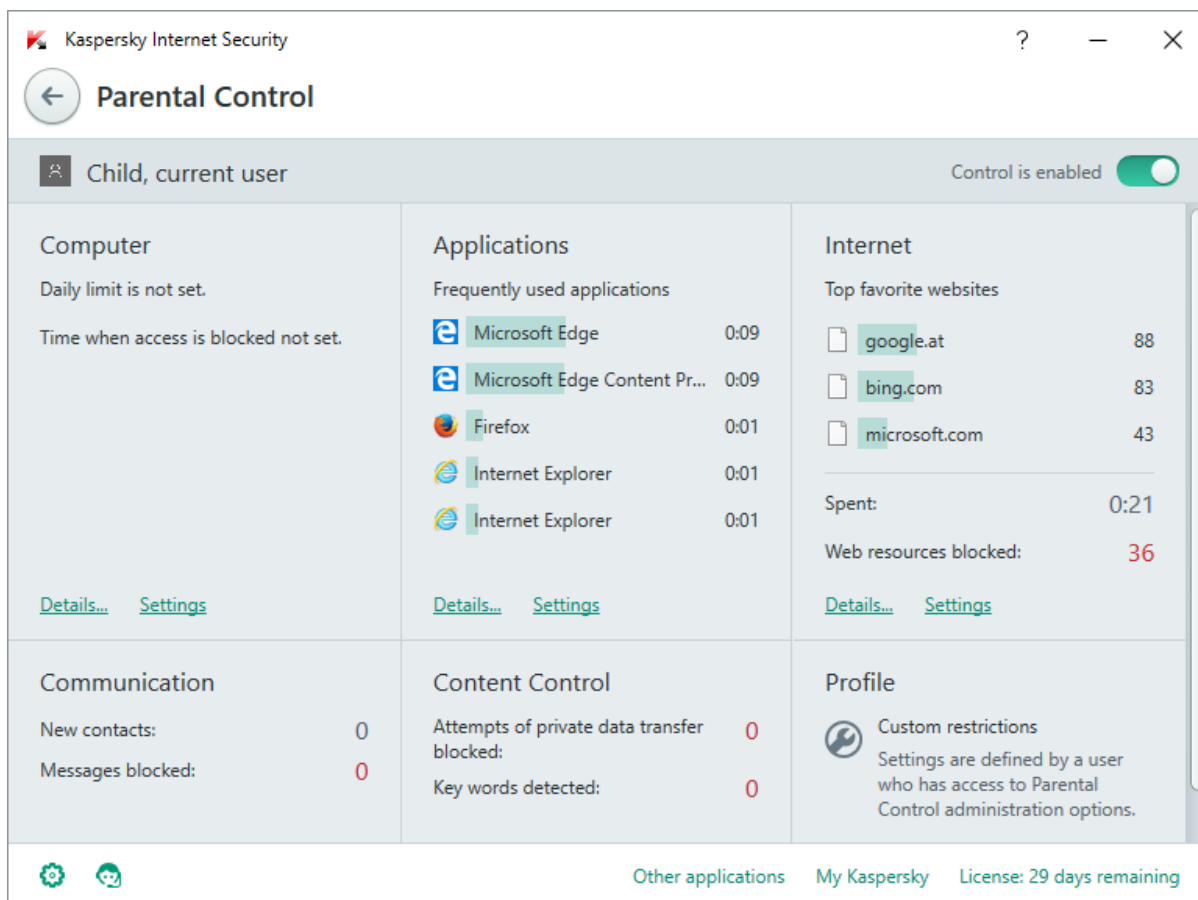 Kaspersky Internet Security
?
Parental Control
Child, current user
Control is enabled
Computer
Daily limit is not set.
Time when access is blocked not set.
Details...
Settings
Applications
Frequently used applications
Microsoft Edge 0:09
Microsoft Edge Content Pr... 0:09
Firefox 0:01
Internet Explorer 0:01
Internet Explorer 0:01
Details...
Settings
Internet
Top favorite websites
google.at 88
bing.com 83
microsoft.com 43
Spent: 0:21
Web resources blocked: 36
Details...
Settings
Communication
New contacts: 0
Messages blocked: 0
Content Control
Attempts of private data transfer
blocked: 0
Key words detected: 0
Profile
Custom restrictions
Settings are defined by a user
who has access to Parental
Control administration options.
Other applications
My Kaspersky
License: 29 days remaining